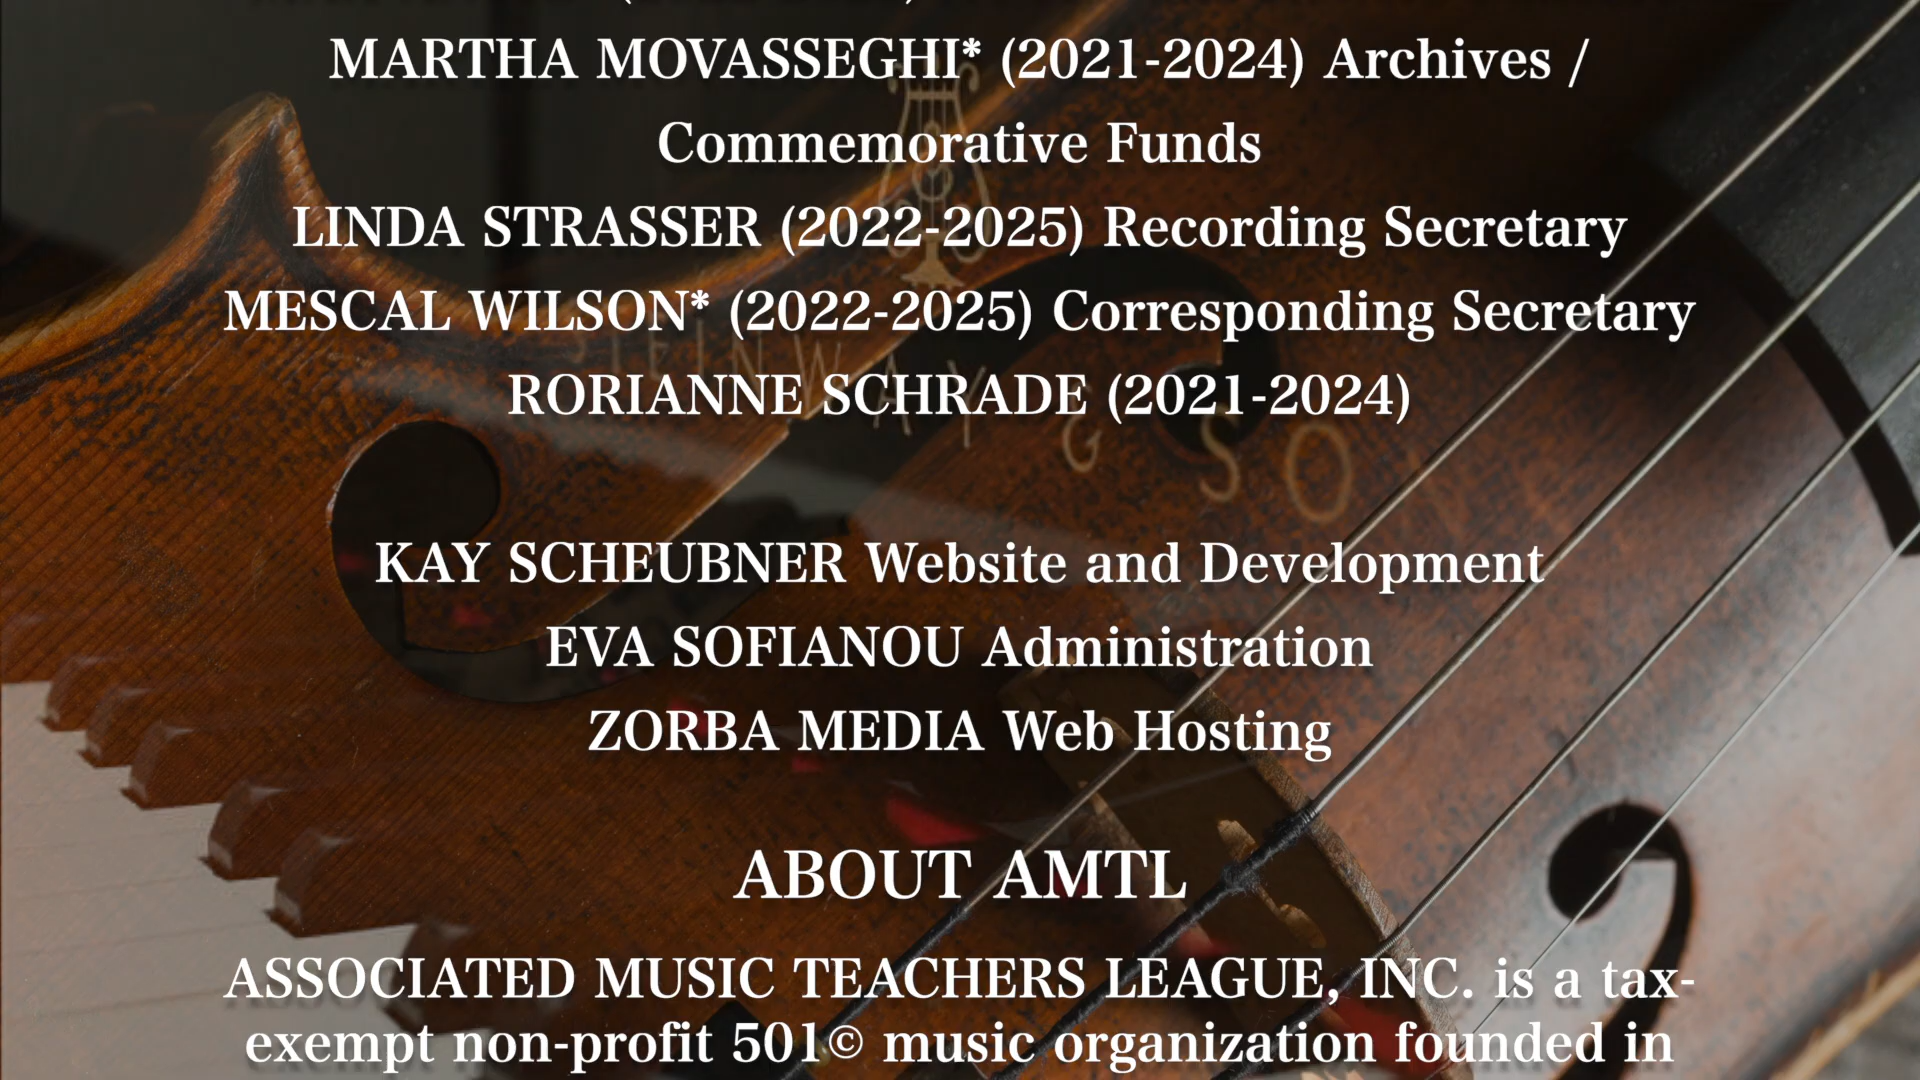 MARTHA MOVASSEGHI* (2021-2024) Archives /
Commemorative Funds
LINDA STRASSER (2022-2025) Recording Secretary
MESCAL WILSON* (2022-2025) Corresponding Secretary
STEINWAY & SO
RORIANNE SCHRADE (2021-2024)
KAY SCHEUBNER Website and Development
EVA SOFIANOU Administration
ZORBA MEDIA Web Hosting
ABOUT AMTL
ASSOCIATED MUSIC TEACHERS LEAGUE, INC. is a tax-
exempt non-profit 501© music organization founded in